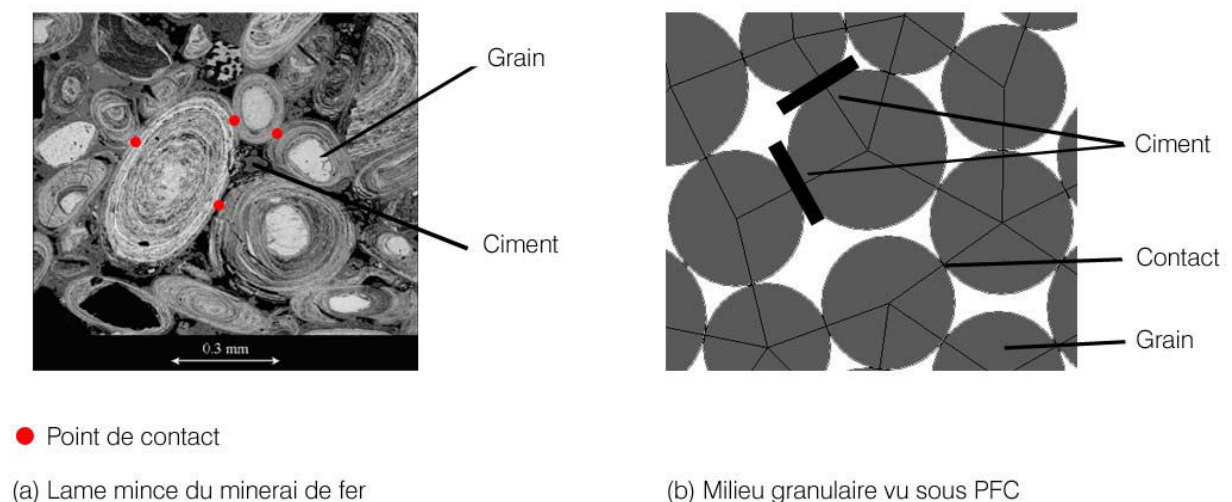 Grain
Ciment
0.3 mm
Ciment
Contact
Grain
Point de contact
(a) Lame mince du minerai de fer
(b) Milieu granulaire vu sous PFC